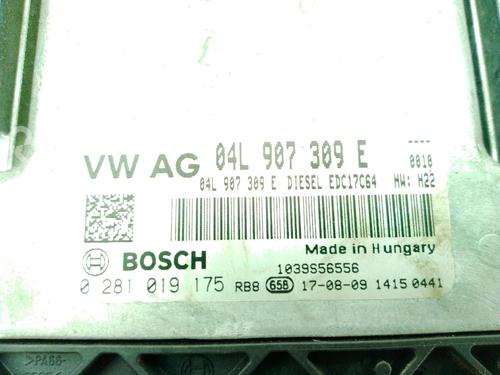 VW AG 04L 907 309 E ----
0010
04L 907 309 E DIESEL EDC17C64 HW: H22
BOSCH Made in Hungary
1039S56556
0 281 019 175 RB8 658 17-08-09 1415 0441
>PA66-